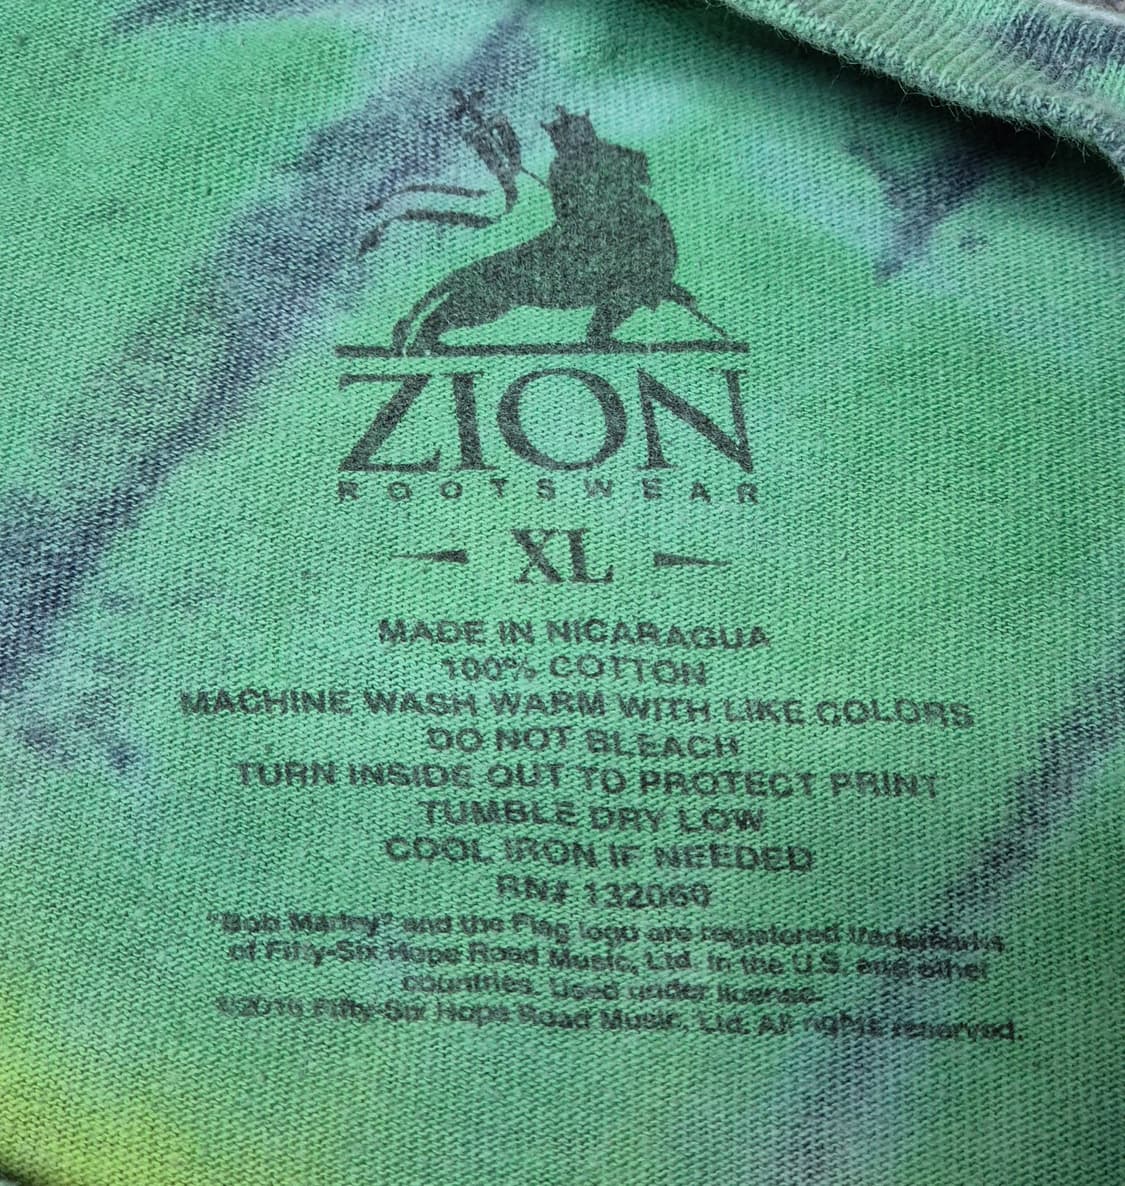 ZION
ROOTSWEAR
XL
MADE IN NICARAGUA
100% COTTON
MACHINE WASH WARM WITH LIKE COLORS
DO NOT BLEACH
TURN INSIDE OUT TO PROTECT PRINT
TUMBLE DRY LOW
COOL IRON IF NEEDED
RN# 132060
"Bob Marley" and the Flag logo are registered trademarks
of Fifty-Six Hope Road Music, Ltd. in the U.S. and other
countries. Used under license.
Fifty-Six Hope Road Music, Ltd. All rights reserved.